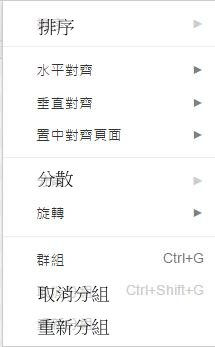 排序
水平對齊
垂直對齊
置中對齊頁面
分散
旋轉
群組 Ctrl+G
取消分組 Ctrl+Shift+G
重新分組